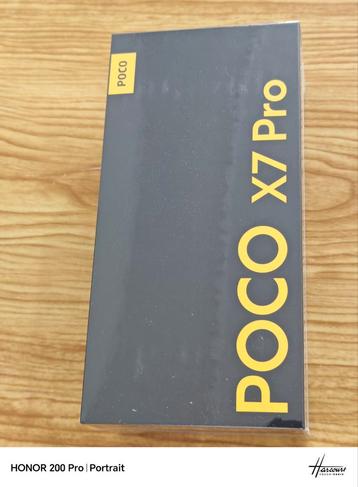 POCO
POCO X7 Pro
HONOR 200 Pro | Portrait
Harcourt